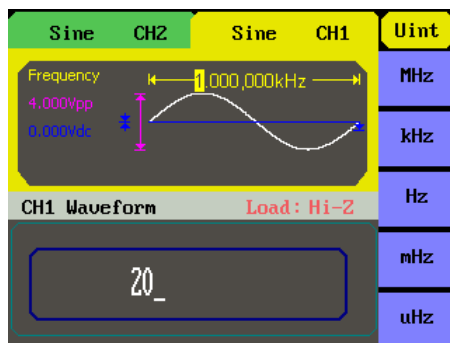 Sine CH2 Sine CH1 Uint
Frequency 1.000,000kHz
4.000Vpp
0.000Vdc
CH1 Waveform Load: Hi-Z
20_
MHz
kHz
Hz
mHz
uHz